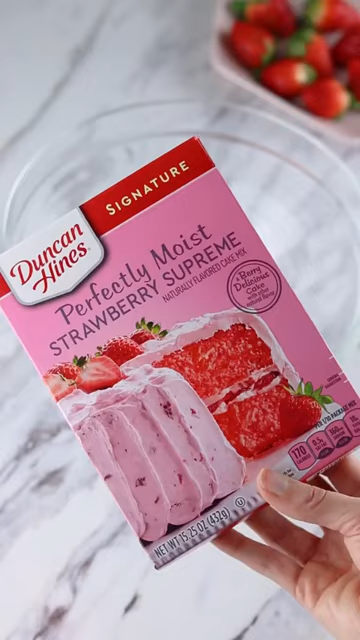 SIGNATURE
Duncan
Hines®
Perfectly Moist
STRAWBERRY SUPREME
NATURALLY FLAVORED CAKE MIX
A Berry
Delicious
Cake
170
NET WT 15.25 OZ (432g)